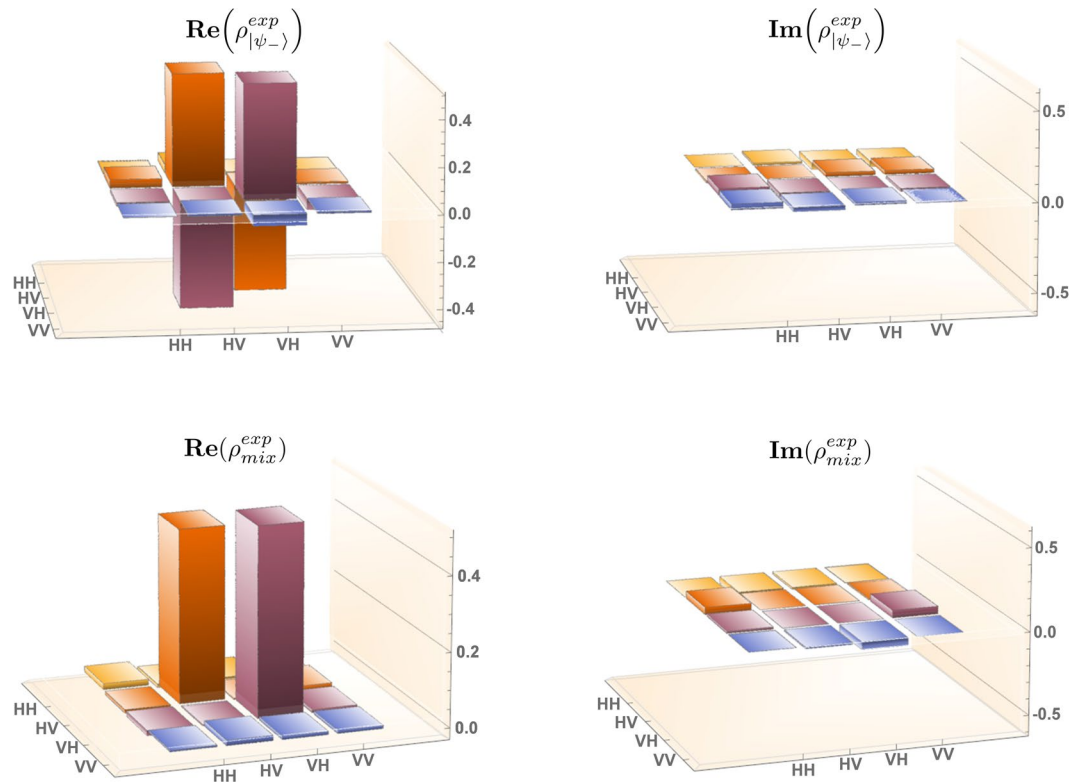 Re(ρ^{exp}_{|ψ_−⟩})
0.4
0.2
0.0
-0.2
-0.4
HH
HV
VH
VV
HH HV VH VV
Im(ρ^{exp}_{|ψ_−⟩})
0.5
0.0
-0.5
HH
HV
VH
VV
HH HV VH VV
Re(ρ^{exp}_{mix})
0.4
0.2
0.0
HH
HV
VH
VV
HH HV VH VV
Im(ρ^{exp}_{mix})
0.5
0.0
-0.5
HH
HV
VH
VV
HH HV VH VV